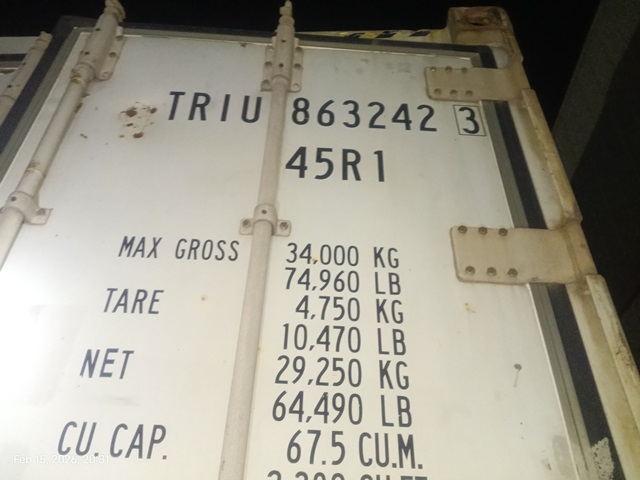 TRIU 863242 3
45R1
MAX GROSS 34,000 KG
74,960 LB
TARE 4,750 KG
10,470 LB
NET 29,250 KG
64,490 LB
CU. CAP. 67.5 CU.M.